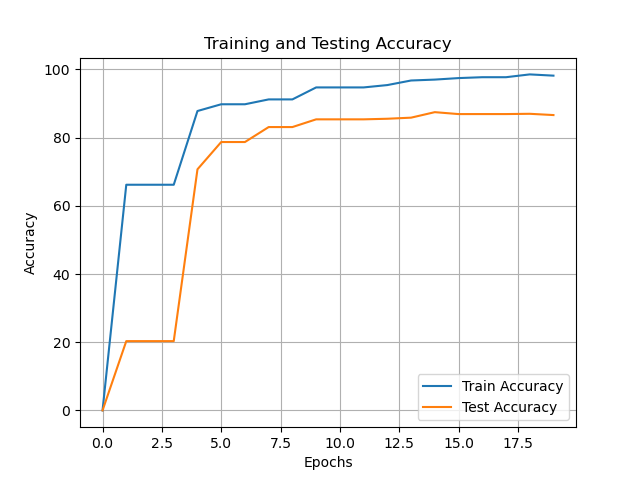 Training and Testing Accuracy
100
80
60
40
20
0
Accuracy
0.0 2.5 5.0 7.5 10.0 12.5 15.0 17.5
Epochs
Train Accuracy
Test Accuracy